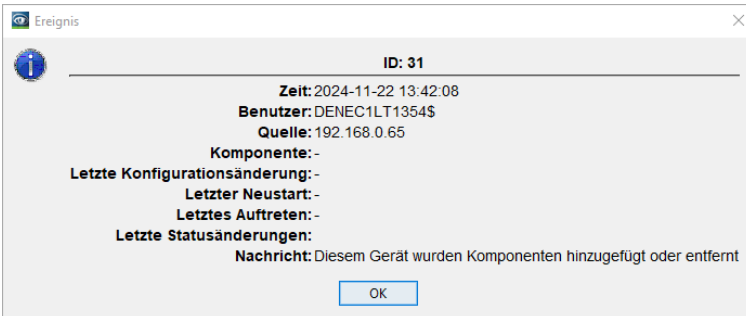 Ereignis
ID: 31
Zeit: 2024-11-22 13:42:08
Benutzer: DENEC1LT1354$
Quelle: 192.168.0.65
Komponente: -
Letzte Konfigurationsänderung: -
Letzter Neustart: -
Letztes Auftreten: -
Letzte Statusänderungen:
Nachricht: Diesem Gerät wurden Komponenten hinzugefügt oder entfernt
OK